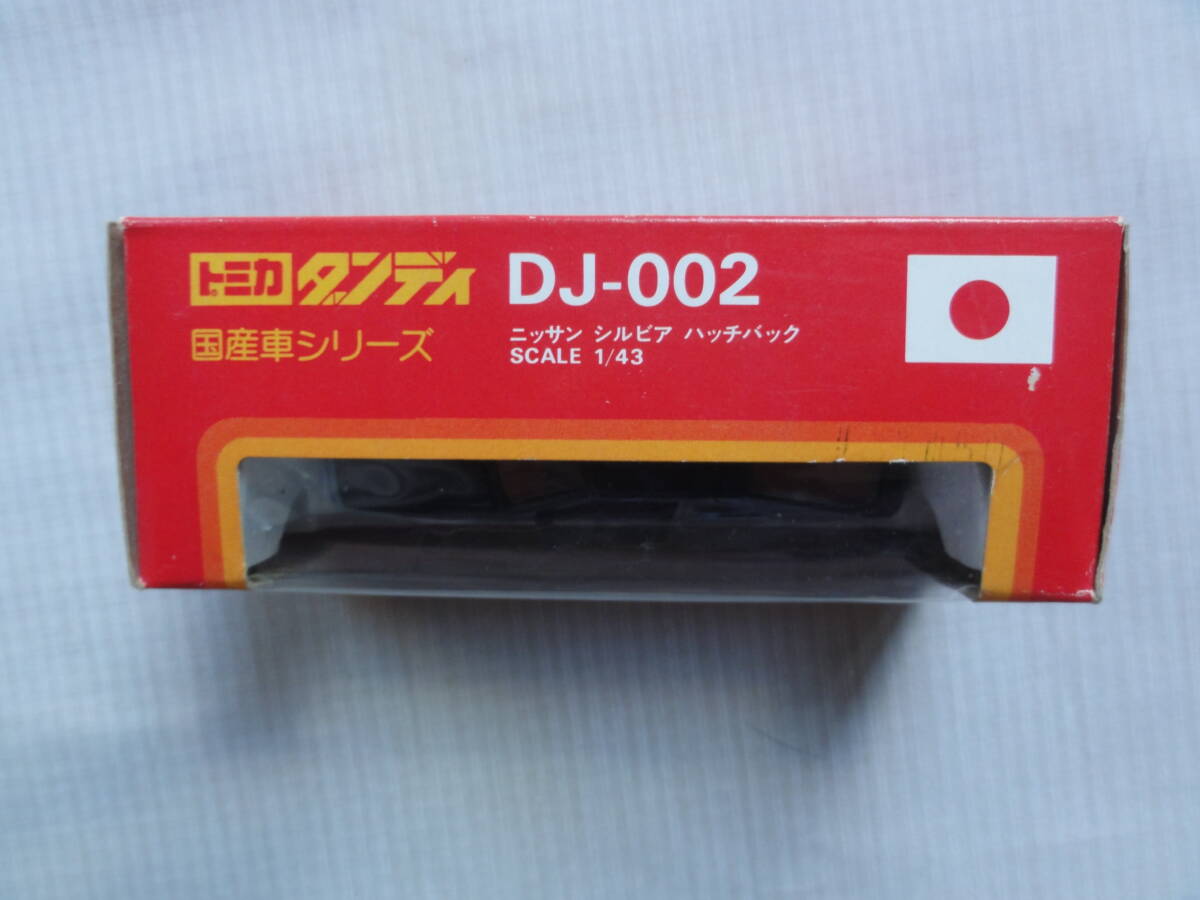 トミカ ダンディ DJ-002
国産車シリーズ
ニッサン シルビア ハッチバック
SCALE 1/43